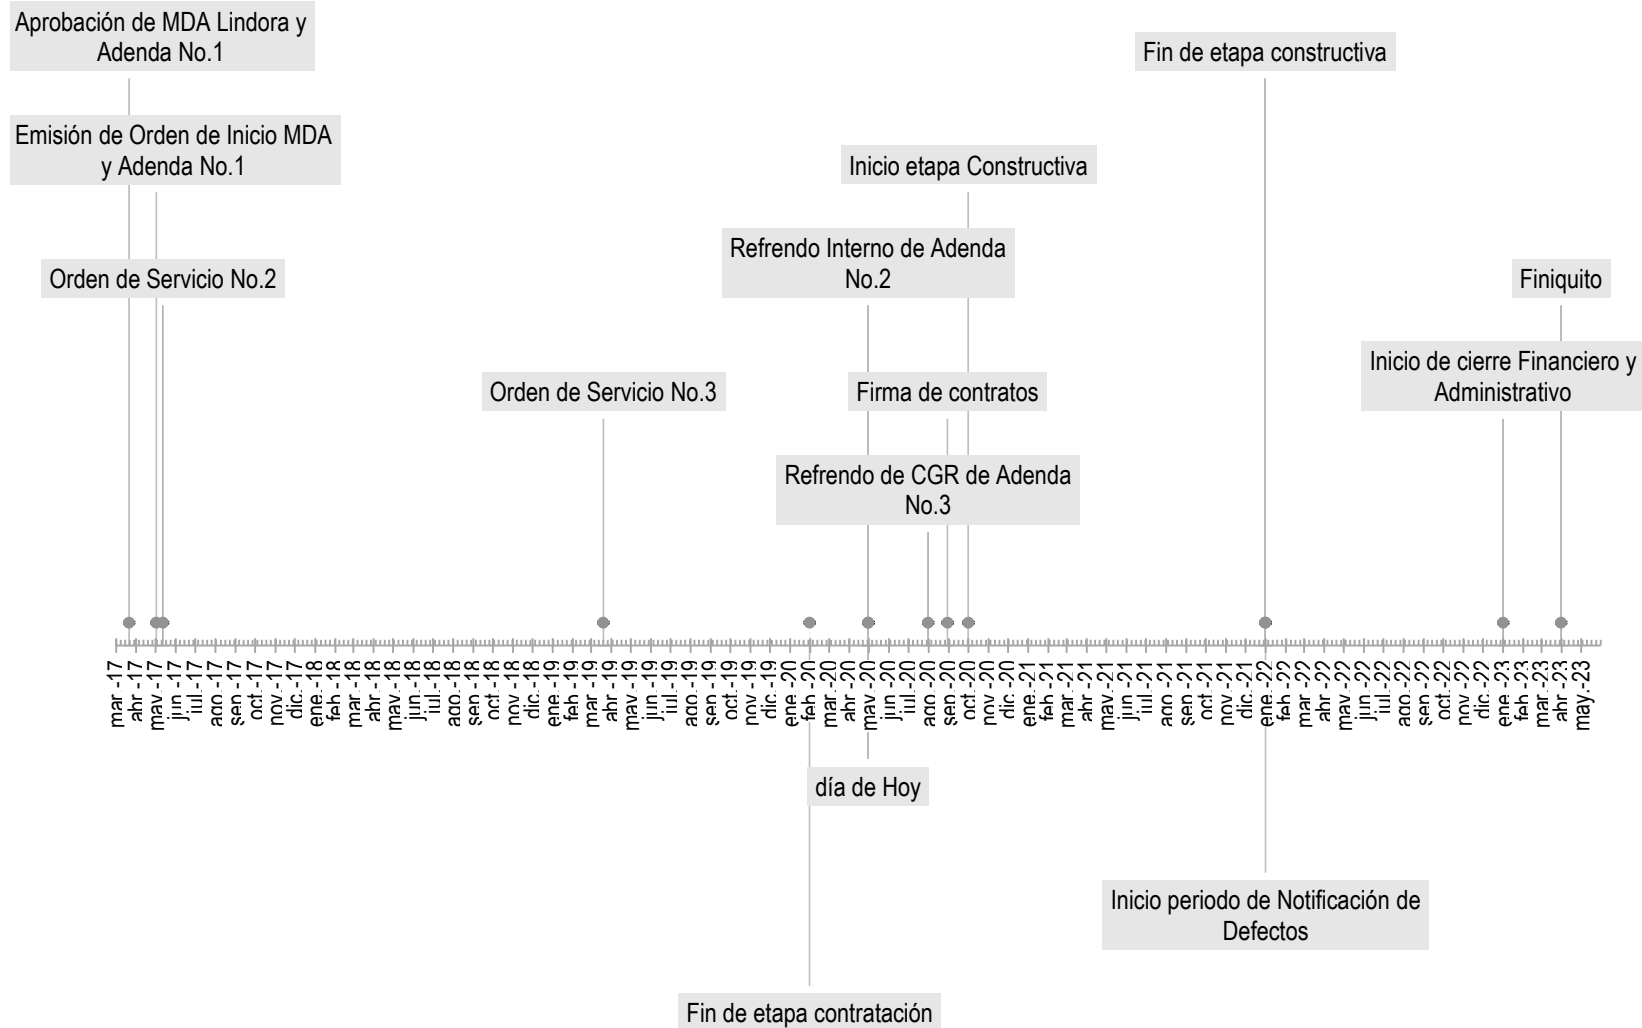 Aprobación de MDA Lindora y
Adenda No.1
Fin de etapa constructiva
Emisión de Orden de Inicio MDA
y Adenda No.1
Inicio etapa Constructiva
Refrendo Interno de Adenda
No.2
Orden de Servicio No.2
Finiquito
Inicio de cierre Financiero y
Administrativo
Orden de Servicio No.3
Firma de contratos
Refrendo de CGR de Adenda
No.3
mar.-17
abr.-17
may.-17
jun.-17
jul.-17
ago.-17
sep.-17
oct.-17
nov.-17
dic.-17
ene.-18
feb.-18
mar.-18
abr.-18
may.-18
jun.-18
jul.-18
ago.-18
sep.-18
oct.-18
nov.-18
dic.-18
ene.-19
feb.-19
mar.-19
abr.-19
may.-19
jun.-19
jul.-19
ago.-19
sep.-19
oct.-19
nov.-19
dic.-19
ene.-20
feb.-20
mar.-20
abr.-20
may.-20
jun.-20
jul.-20
ago.-20
sep.-20
oct.-20
nov.-20
dic.-20
ene.-21
feb.-21
mar.-21
abr.-21
may.-21
jun.-21
jul.-21
ago.-21
sep.-21
oct.-21
nov.-21
dic.-21
ene.-22
feb.-22
mar.-22
abr.-22
may.-22
jun.-22
jul.-22
ago.-22
sep.-22
oct.-22
nov.-22
dic.-22
ene.-23
feb.-23
mar.-23
abr.-23
may.-23
día de Hoy
Inicio periodo de Notificación de
Defectos
Fin de etapa contratación